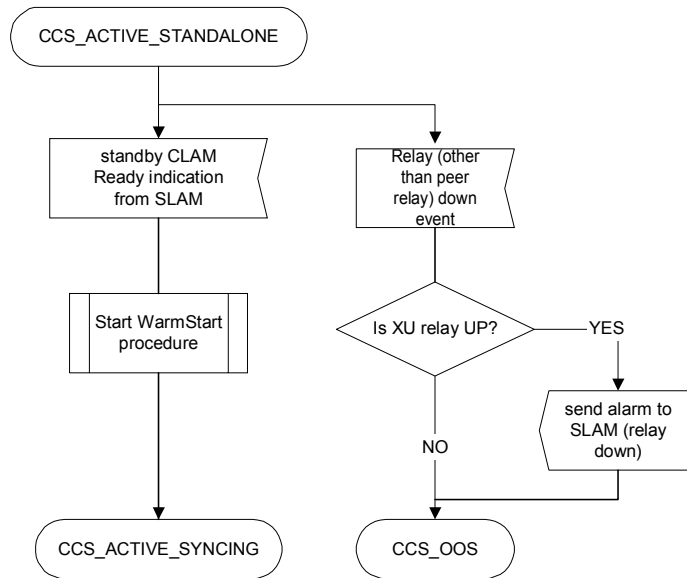 CCS_ACTIVE_STANDALONE
standby CLAM
Ready indication
from SLAM
Relay (other
than peer
relay) down
event
Start WarmStart
procedure
Is XU relay UP?
YES
send alarm to
SLAM (relay
down)
NO
CCS_ACTIVE_SYNCING
CCS_OOS